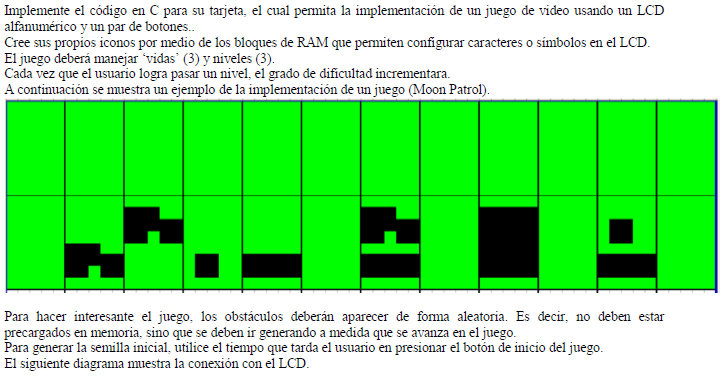 Implemente el código en C para su tarjeta, el cual permita la implementación de un juego de video usando un LCD
alfanumérico y un par de botones..
Cree sus propios iconos por medio de los bloques de RAM que permiten configurar caracteres o símbolos en el LCD.
El juego deberá manejar ‘vidas’ (3) y niveles (3).
Cada vez que el usuario logra pasar un nivel, el grado de dificultad incrementara.
A continuación se muestra un ejemplo de la implementación de un juego (Moon Patrol).
Para hacer interesante el juego, los obstáculos deberán aparecer de forma aleatoria. Es decir, no deben estar
precargados en memoria, sino que se deben ir generando a medida que se avanza en el juego.
Para generar la semilla inicial, utilice el tiempo que tarda el usuario en presionar el botón de inicio del juego.
El siguiente diagrama muestra la conexión con el LCD.